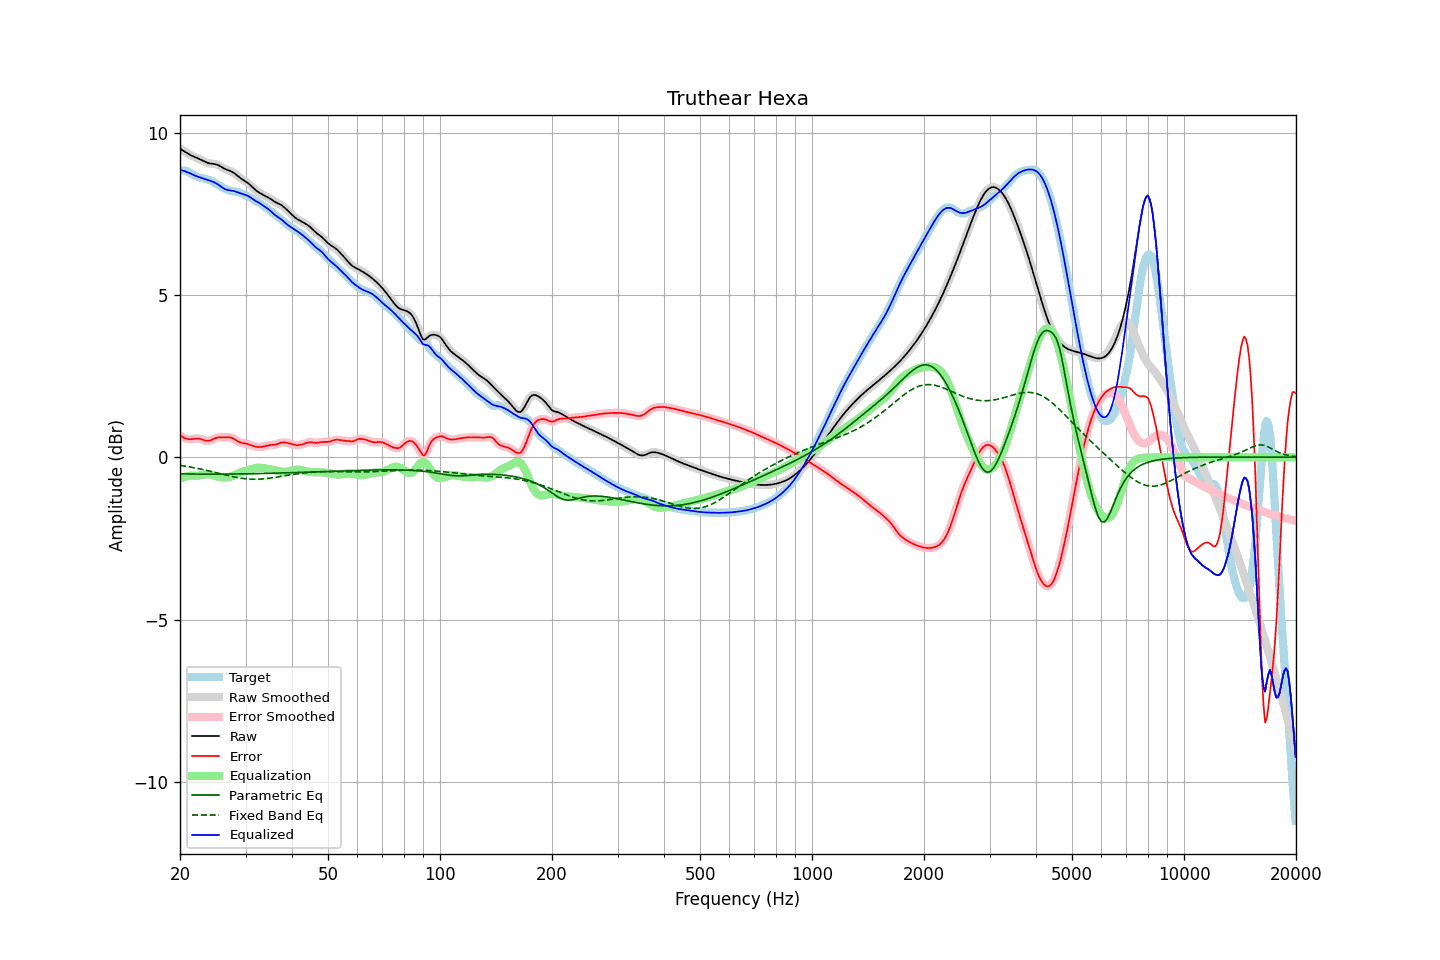 Truthear Hexa
Amplitude (dBr)
10
5
0
−5
−10
Target
Raw Smoothed
Error Smoothed
Raw
Error
Equalization
Parametric Eq
Fixed Band Eq
Equalized
20
50
100
200
500
1000
2000
5000
10000
20000
Frequency (Hz)